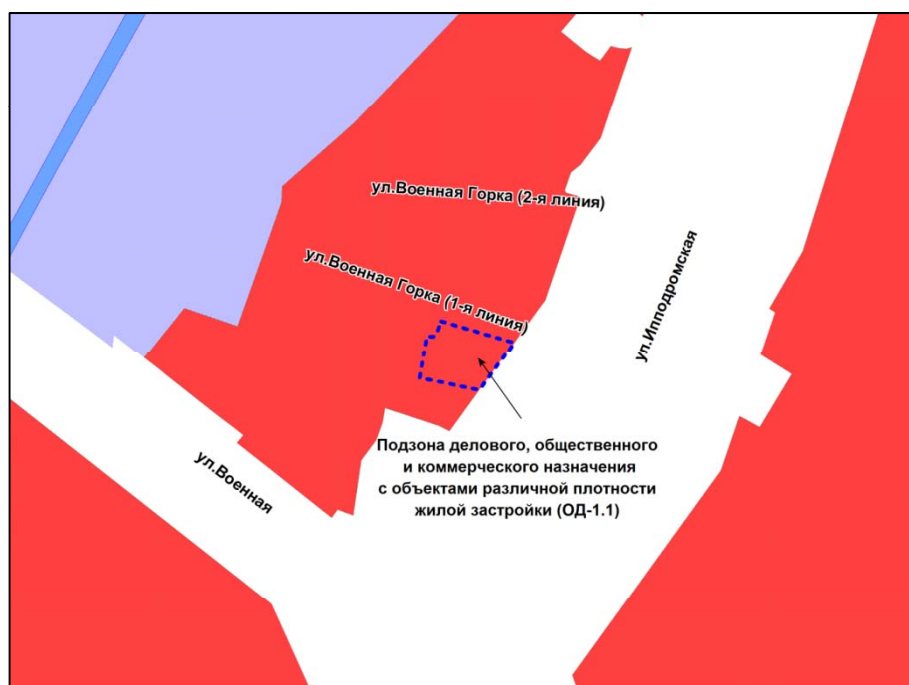 ул.Военная Горка (2-я линия)
ул.Военная Горка (1-я линия)
ул.Ипподромская
ул.Военная
Подзона делового, общественного
и коммерческого назначения
с объектами различной плотности
жилой застройки (ОД-1.1)